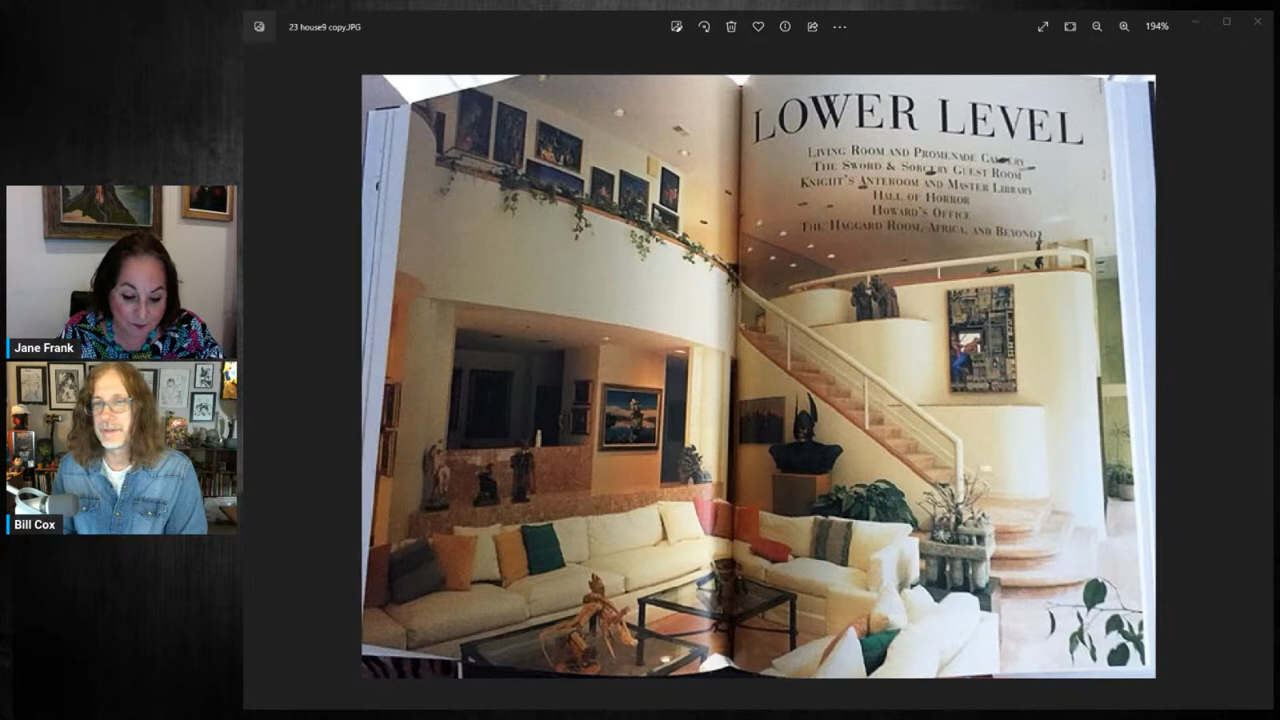 23 house9 copy.JPG
194%
LOWER LEVEL
LIVING ROOM AND PROMENADE GALLERY
THE SWORD & SORCERY GUEST ROOM
KNIGHT'S ANTEROOM AND MASTER LIBRARY
HALL OF HORROR
HOWARD'S OFFICE
THE HAGGARD ROOM, AFRICA, AND BEYOND
Jane Frank
Bill Cox